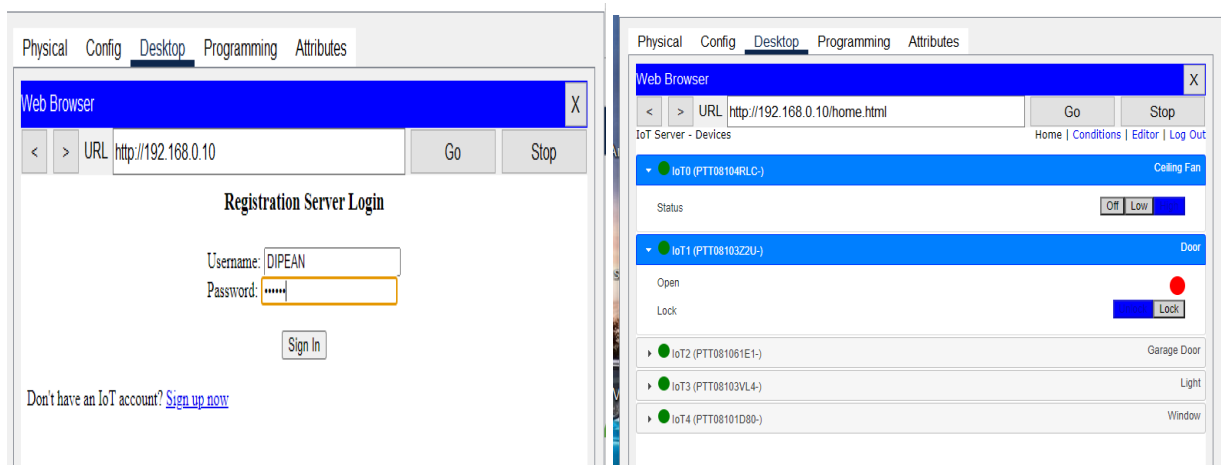 Physical Config Desktop Programming Attributes
Web Browser X
< > URL http://192.168.0.10 Go Stop
Registration Server Login
Username: DIPEAN
Password: ••••••
Sign In
Don't have an IoT account? Sign up now
Physical Config Desktop Programming Attributes
Web Browser X
< > URL http://192.168.0.10/home.html Go Stop
IoT Server - Devices Home | Conditions | Editor | Log Out
IoT0 (PTT08104RLC-) Ceiling Fan
Status Off Low
IoT1 (PTT08103Z2U-) Door
Open
Lock Lock
IoT2 (PTT081061E1-) Garage Door
IoT3 (PTT08103VL4-) Light
IoT4 (PTT08101D80-) Window